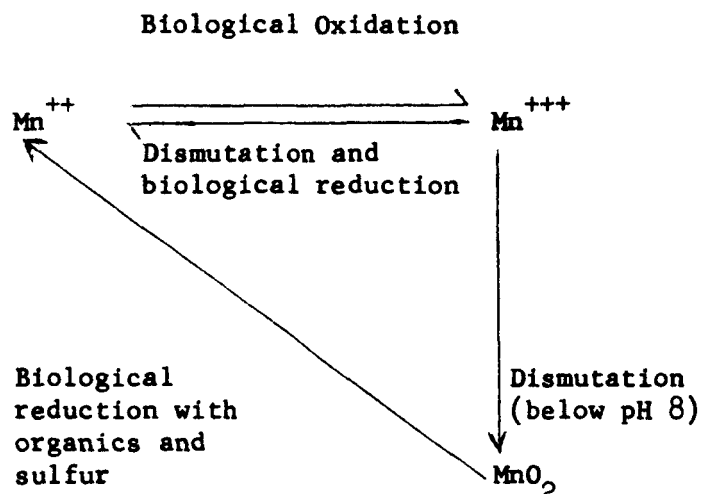 Biological Oxidation
Mn++
Mn+++
Dismutation and
biological reduction
Biological
reduction with
organics and
sulfur
Dismutation
(below pH 8)
MnO2